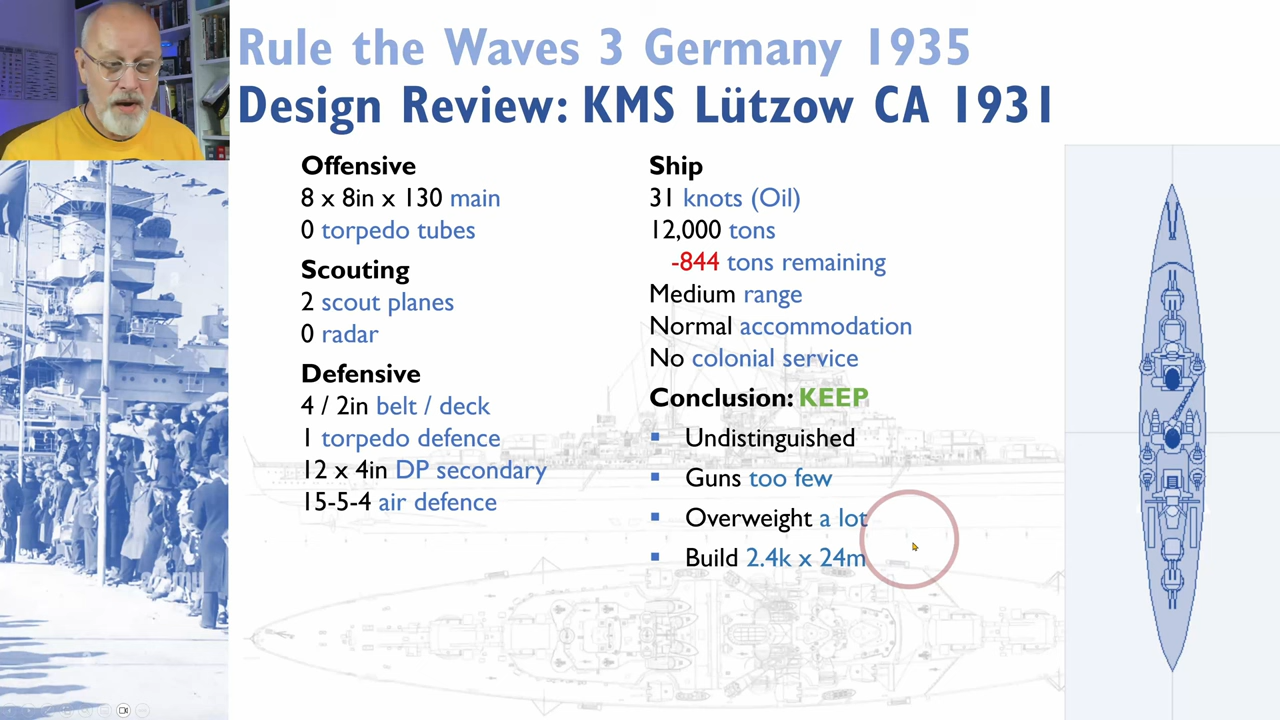 Rule the Waves 3 Germany 1935
Design Review: KMS Lützow CA 1931
Offensive
8 x 8in x 130 main
0 torpedo tubes
Scouting
2 scout planes
0 radar
Defensive
4 / 2in belt / deck
1 torpedo defence
12 x 4in DP secondary
15-5-4 air defence
Ship
31 knots (Oil)
12,000 tons
-844 tons remaining
Medium range
Normal accommodation
No colonial service
Conclusion: KEEP
▪ Undistinguished
▪ Guns too few
▪ Overweight a lot
▪ Build 2.4k x 24m